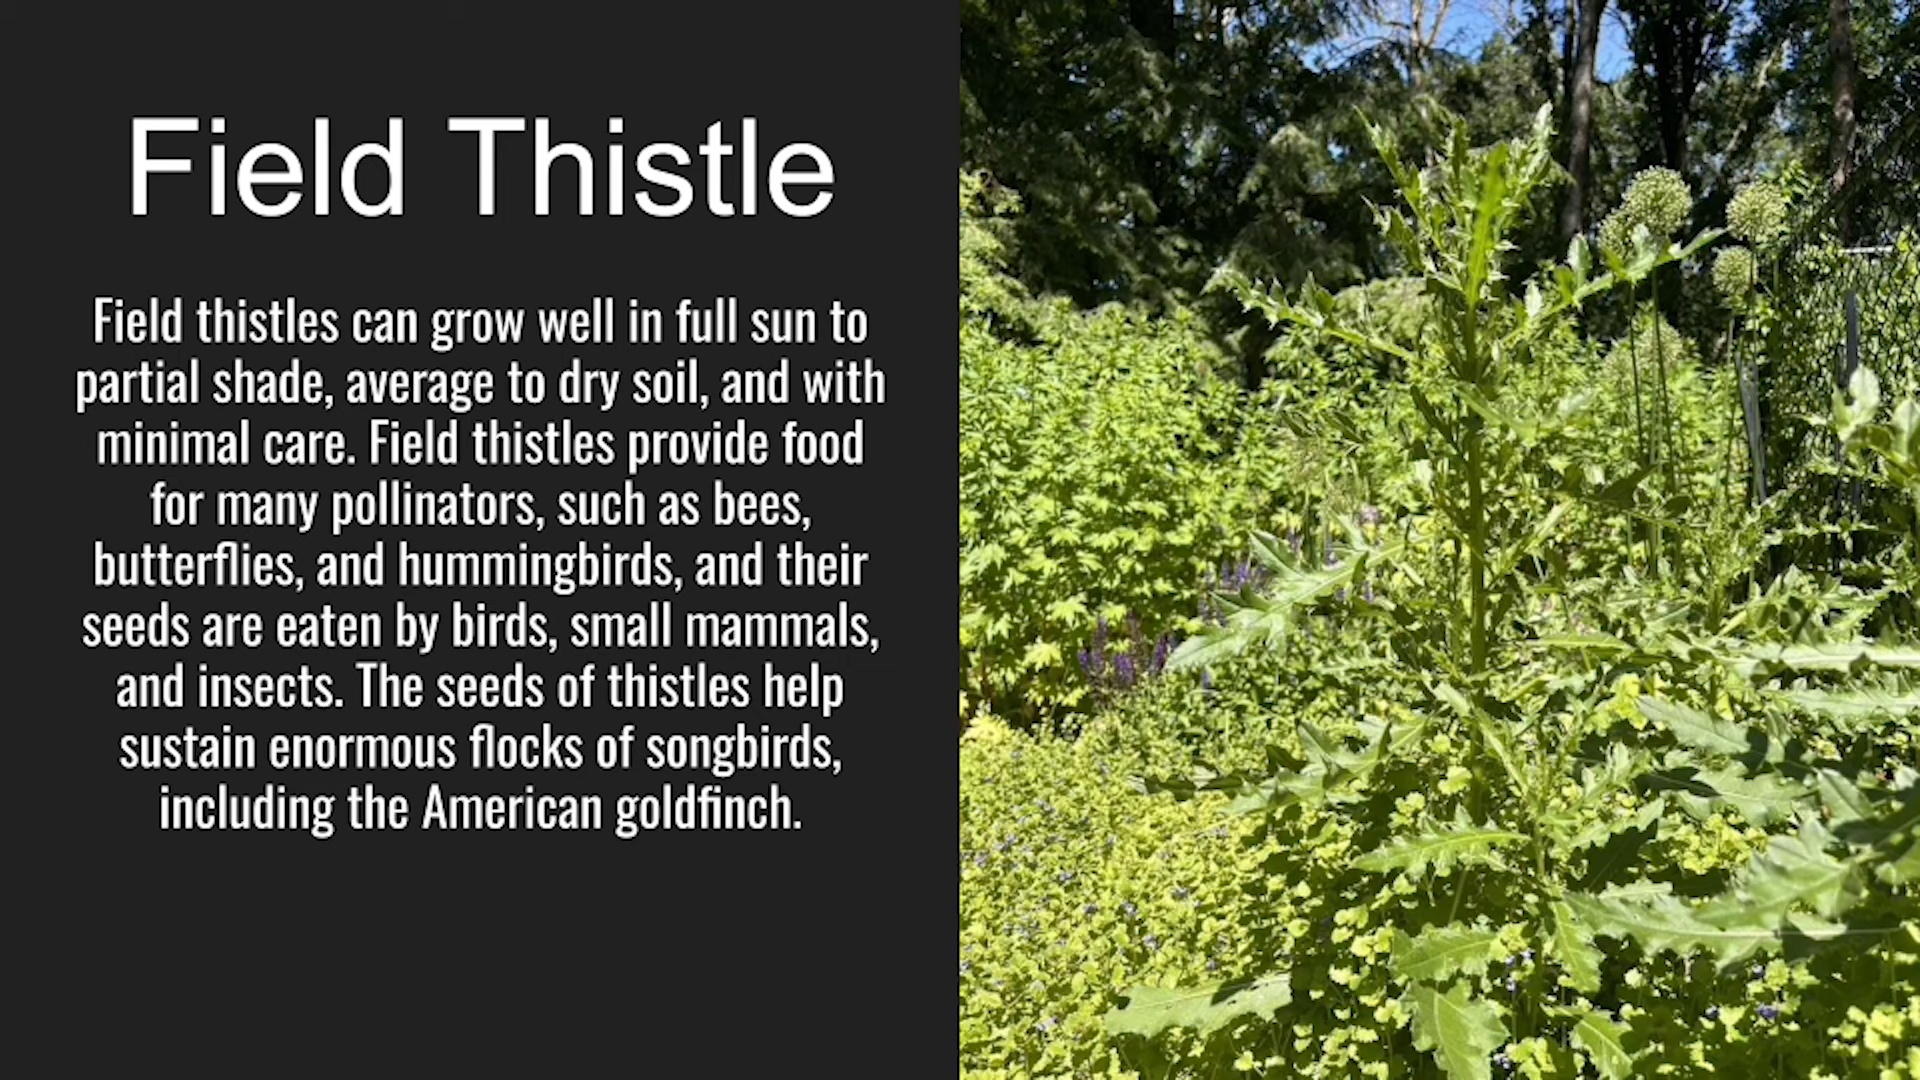 Field Thistle
Field thistles can grow well in full sun to
partial shade, average to dry soil, and with
minimal care. Field thistles provide food
for many pollinators, such as bees,
butterflies, and hummingbirds, and their
seeds are eaten by birds, small mammals,
and insects. The seeds of thistles help
sustain enormous flocks of songbirds,
including the American goldfinch.